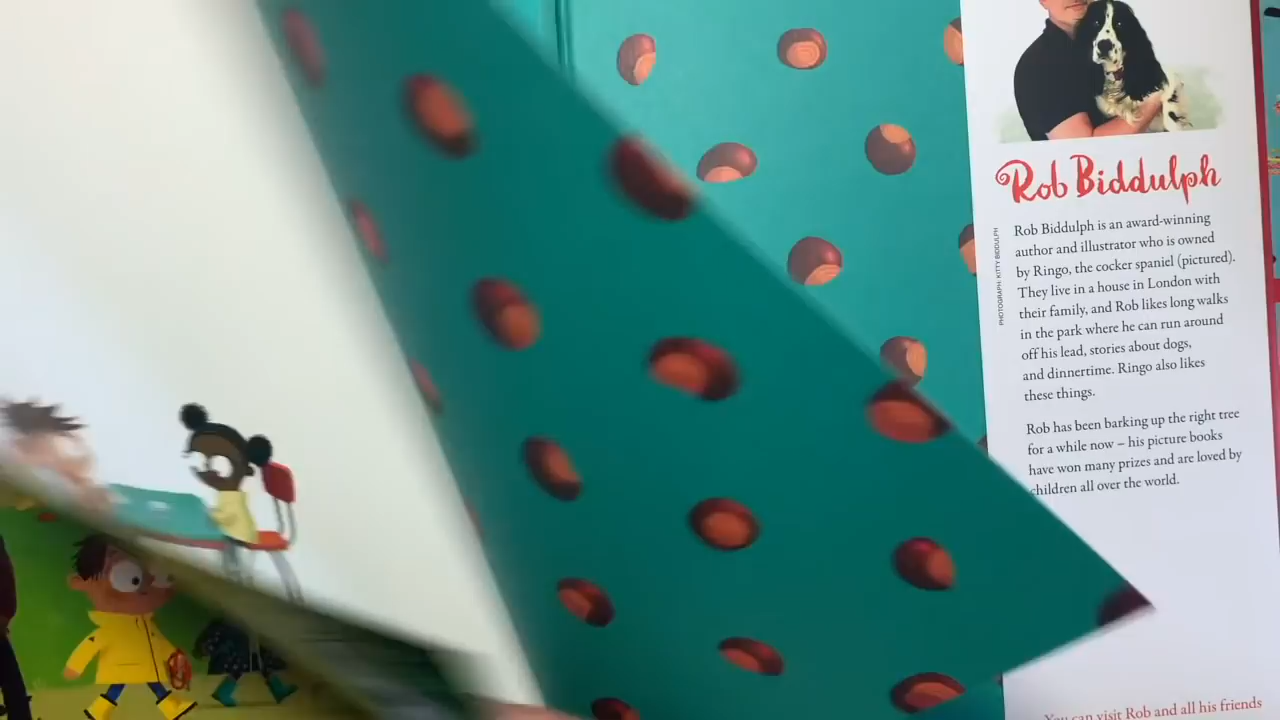 Rob Biddulph
PHOTOGRAPH: KITTY BIDDULPH
Rob Biddulph is an award-winning
author and illustrator who is owned
by Ringo, the cocker spaniel (pictured).
They live in a house in London with
their family, and Rob likes long walks
in the park where he can run around
off his lead, stories about dogs,
and dinnertime. Ringo also likes
these things.
Rob has been barking up the right tree
for a while now – his picture books
have won many prizes and are loved by
children all over the world.
You can visit Rob and all his friends